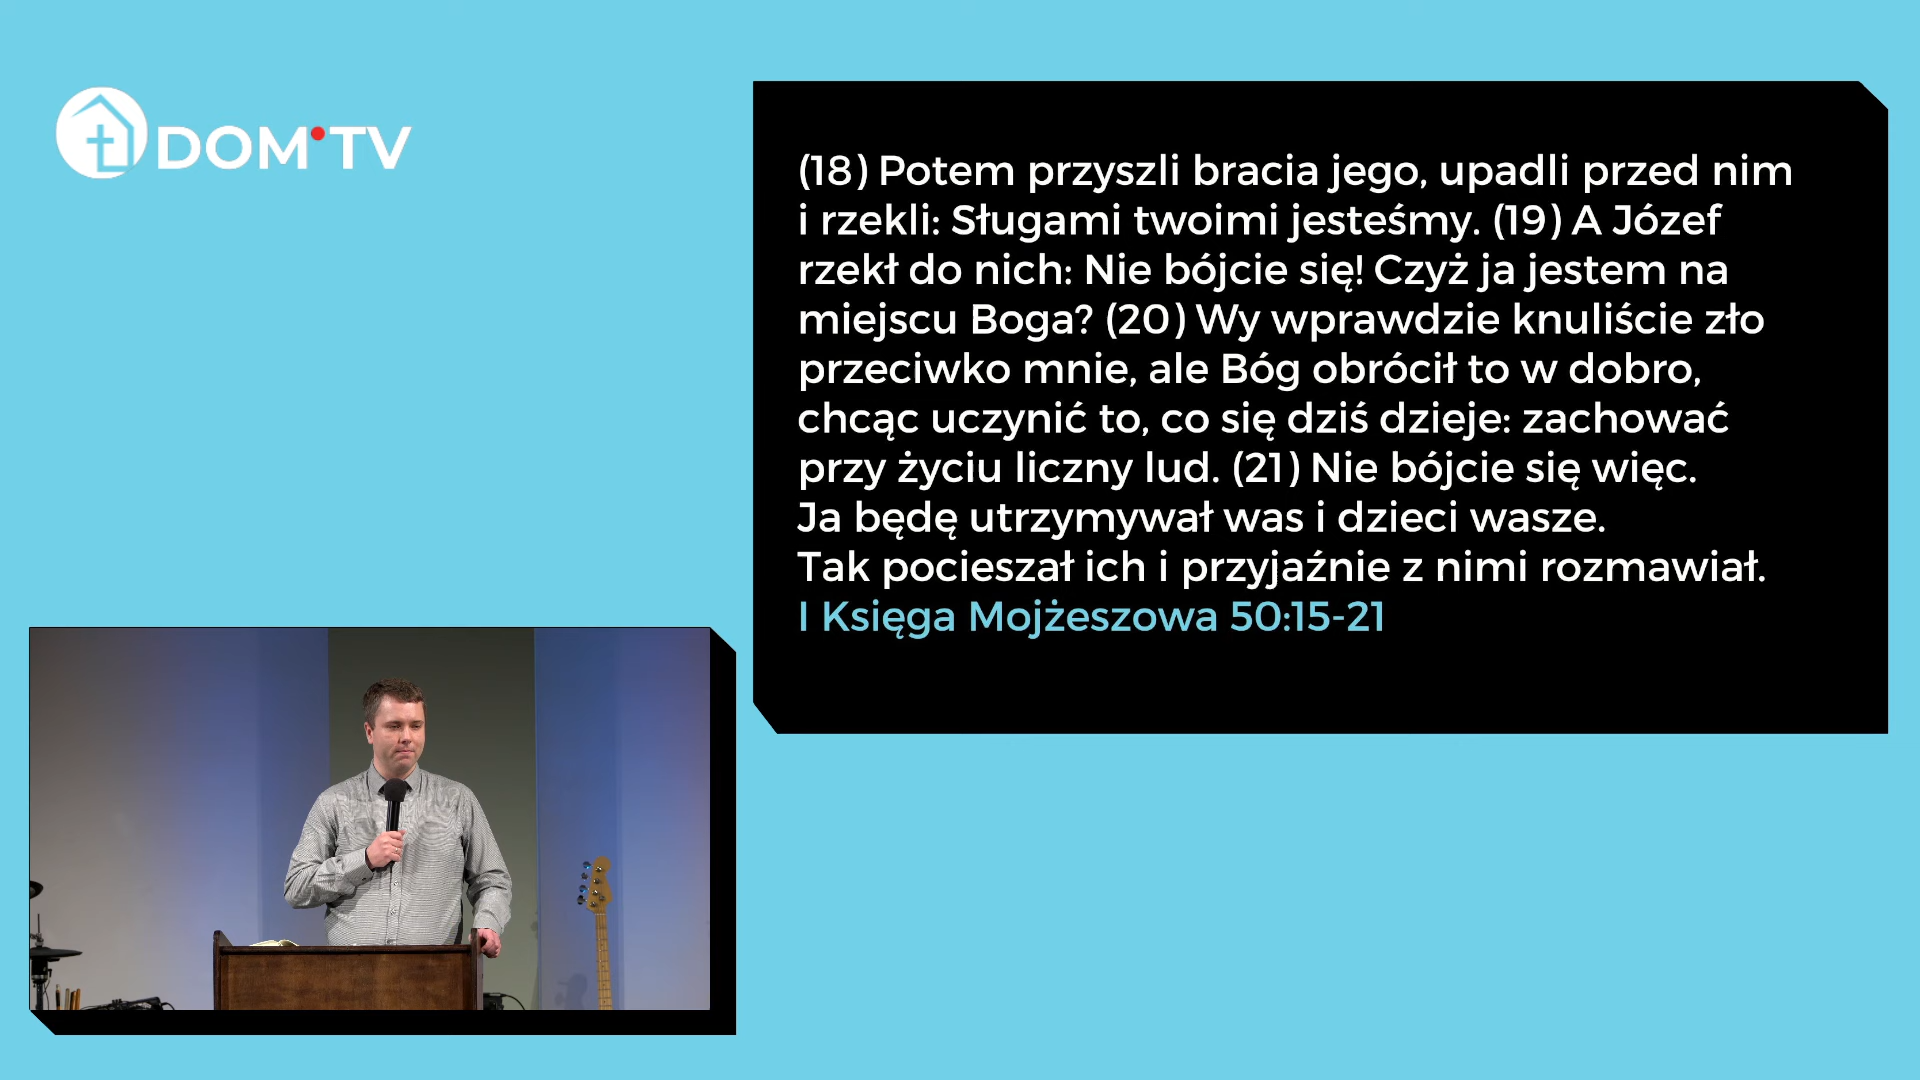 DOM TV
(18) Potem przyszli bracia jego, upadli przed nim
i rzekli: Sługami twoimi jesteśmy. (19) A Józef
rzekł do nich: Nie bójcie się! Czyż ja jestem na
miejscu Boga? (20) Wy wprawdzie knuliście zło
przeciwko mnie, ale Bóg obrócił to w dobro,
chcąc uczynić to, co się dziś dzieje: zachować
przy życiu liczny lud. (21) Nie bójcie się więc.
Ja będę utrzymywał was i dzieci wasze.
Tak pocieszał ich i przyjaźnie z nimi rozmawiał.
I Księga Mojżeszowa 50:15-21